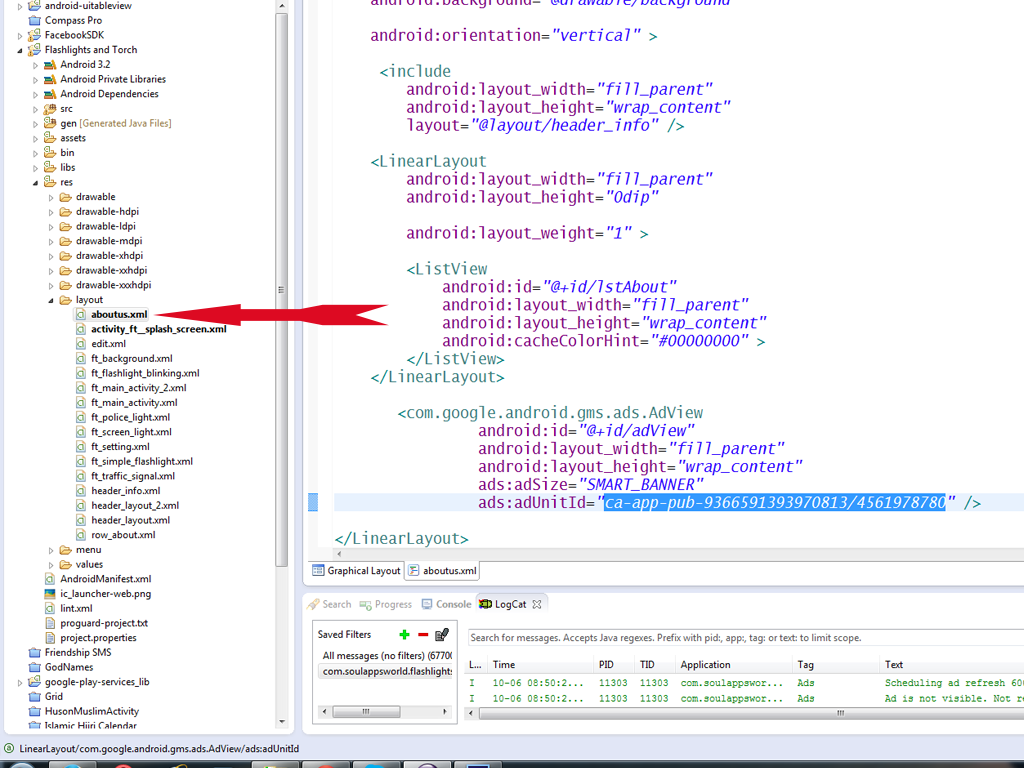 android-uitableview
Compass Pro
FacebookSDK
Flashlights and Torch
Android 3.2
Android Private Libraries
Android Dependencies
src
gen [Generated Java Files]
assets
bin
libs
res
drawable
drawable-hdpi
drawable-ldpi
drawable-mdpi
drawable-xhdpi
drawable-xxhdpi
drawable-xxxhdpi
layout
aboutus.xml
activity_ft__splash_screen.xml
edit.xml
ft_background.xml
ft_flashlight_blinking.xml
ft_main_activity_2.xml
ft_main_activity.xml
ft_police_light.xml
ft_screen_light.xml
ft_setting.xml
ft_simple_flashlight.xml
ft_traffic_signal.xml
header_info.xml
header_layout_2.xml
header_layout.xml
row_about.xml
menu
values
AndroidManifest.xml
ic_launcher-web.png
lint.xml
proguard-project.txt
project.properties
Friendship SMS
GodNames
google-play-services_lib
Grid
HusonMuslimActivity
Islamic Hijri Calendar
android:background="@drawable/background"
android:orientation="vertical" >
<include
android:layout_width="fill_parent"
android:layout_height="wrap_content"
layout="@layout/header_info" />
<LinearLayout
android:layout_width="fill_parent"
android:layout_height="0dip"
android:layout_weight="1" >
<ListView
android:id="@+id/lstAbout"
android:layout_width="fill_parent"
android:layout_height="wrap_content"
android:cacheColorHint="#00000000" >
</ListView>
</LinearLayout>
<com.google.android.gms.ads.AdView
android:id="@+id/adView"
android:layout_width="fill_parent"
android:layout_height="wrap_content"
ads:adSize="SMART_BANNER"
ads:adUnitId="ca-app-pub-9366591393970813/4561978780" />
</LinearLayout>
Graphical Layout aboutus.xml
Search Progress Console LogCat
Saved Filters
All messages (no filters) (67700
com.soulappsworld.flashlights
Search for messages. Accepts Java regexes. Prefix with pid:, app:, tag: or text: to limit scope.
L... Time PID TID Application Tag Text
I 10-06 08:50:2... 11303 11303 com.soulappswor... Ads Scheduling ad refresh 600
I 10-06 08:50:2... 11303 11303 com.soulappswor... Ads Ad is not visible. Not re
LinearLayout/com.google.android.gms.ads.AdView/ads:adUnitId